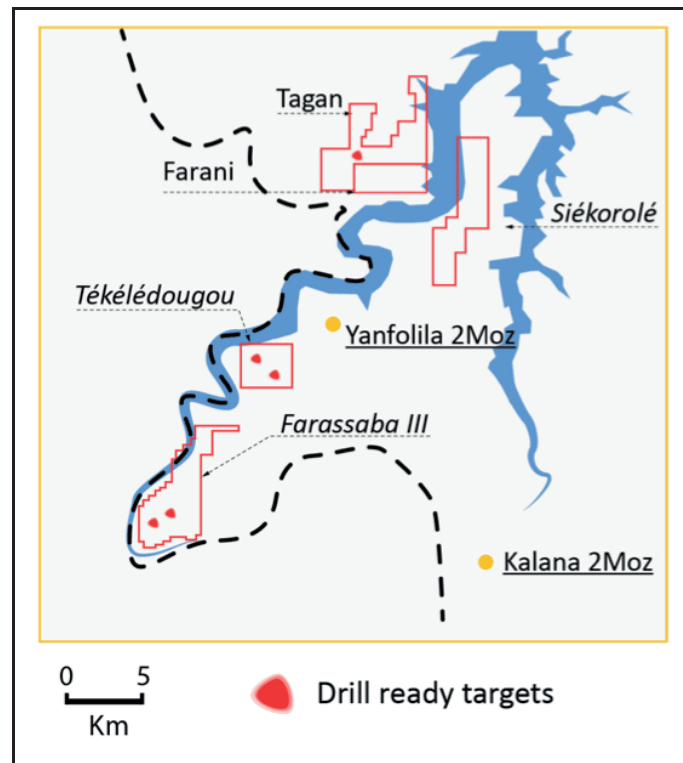 Tagan
Farani
Siékorolé
Tékélédougou
Yanfolila 2Moz
Farassaba III
Kalana 2Moz
0 5
Km
Drill ready targets